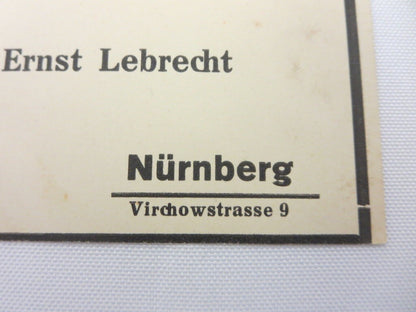 Ernst Lebrecht
Nürnberg
Virchowstrasse 9